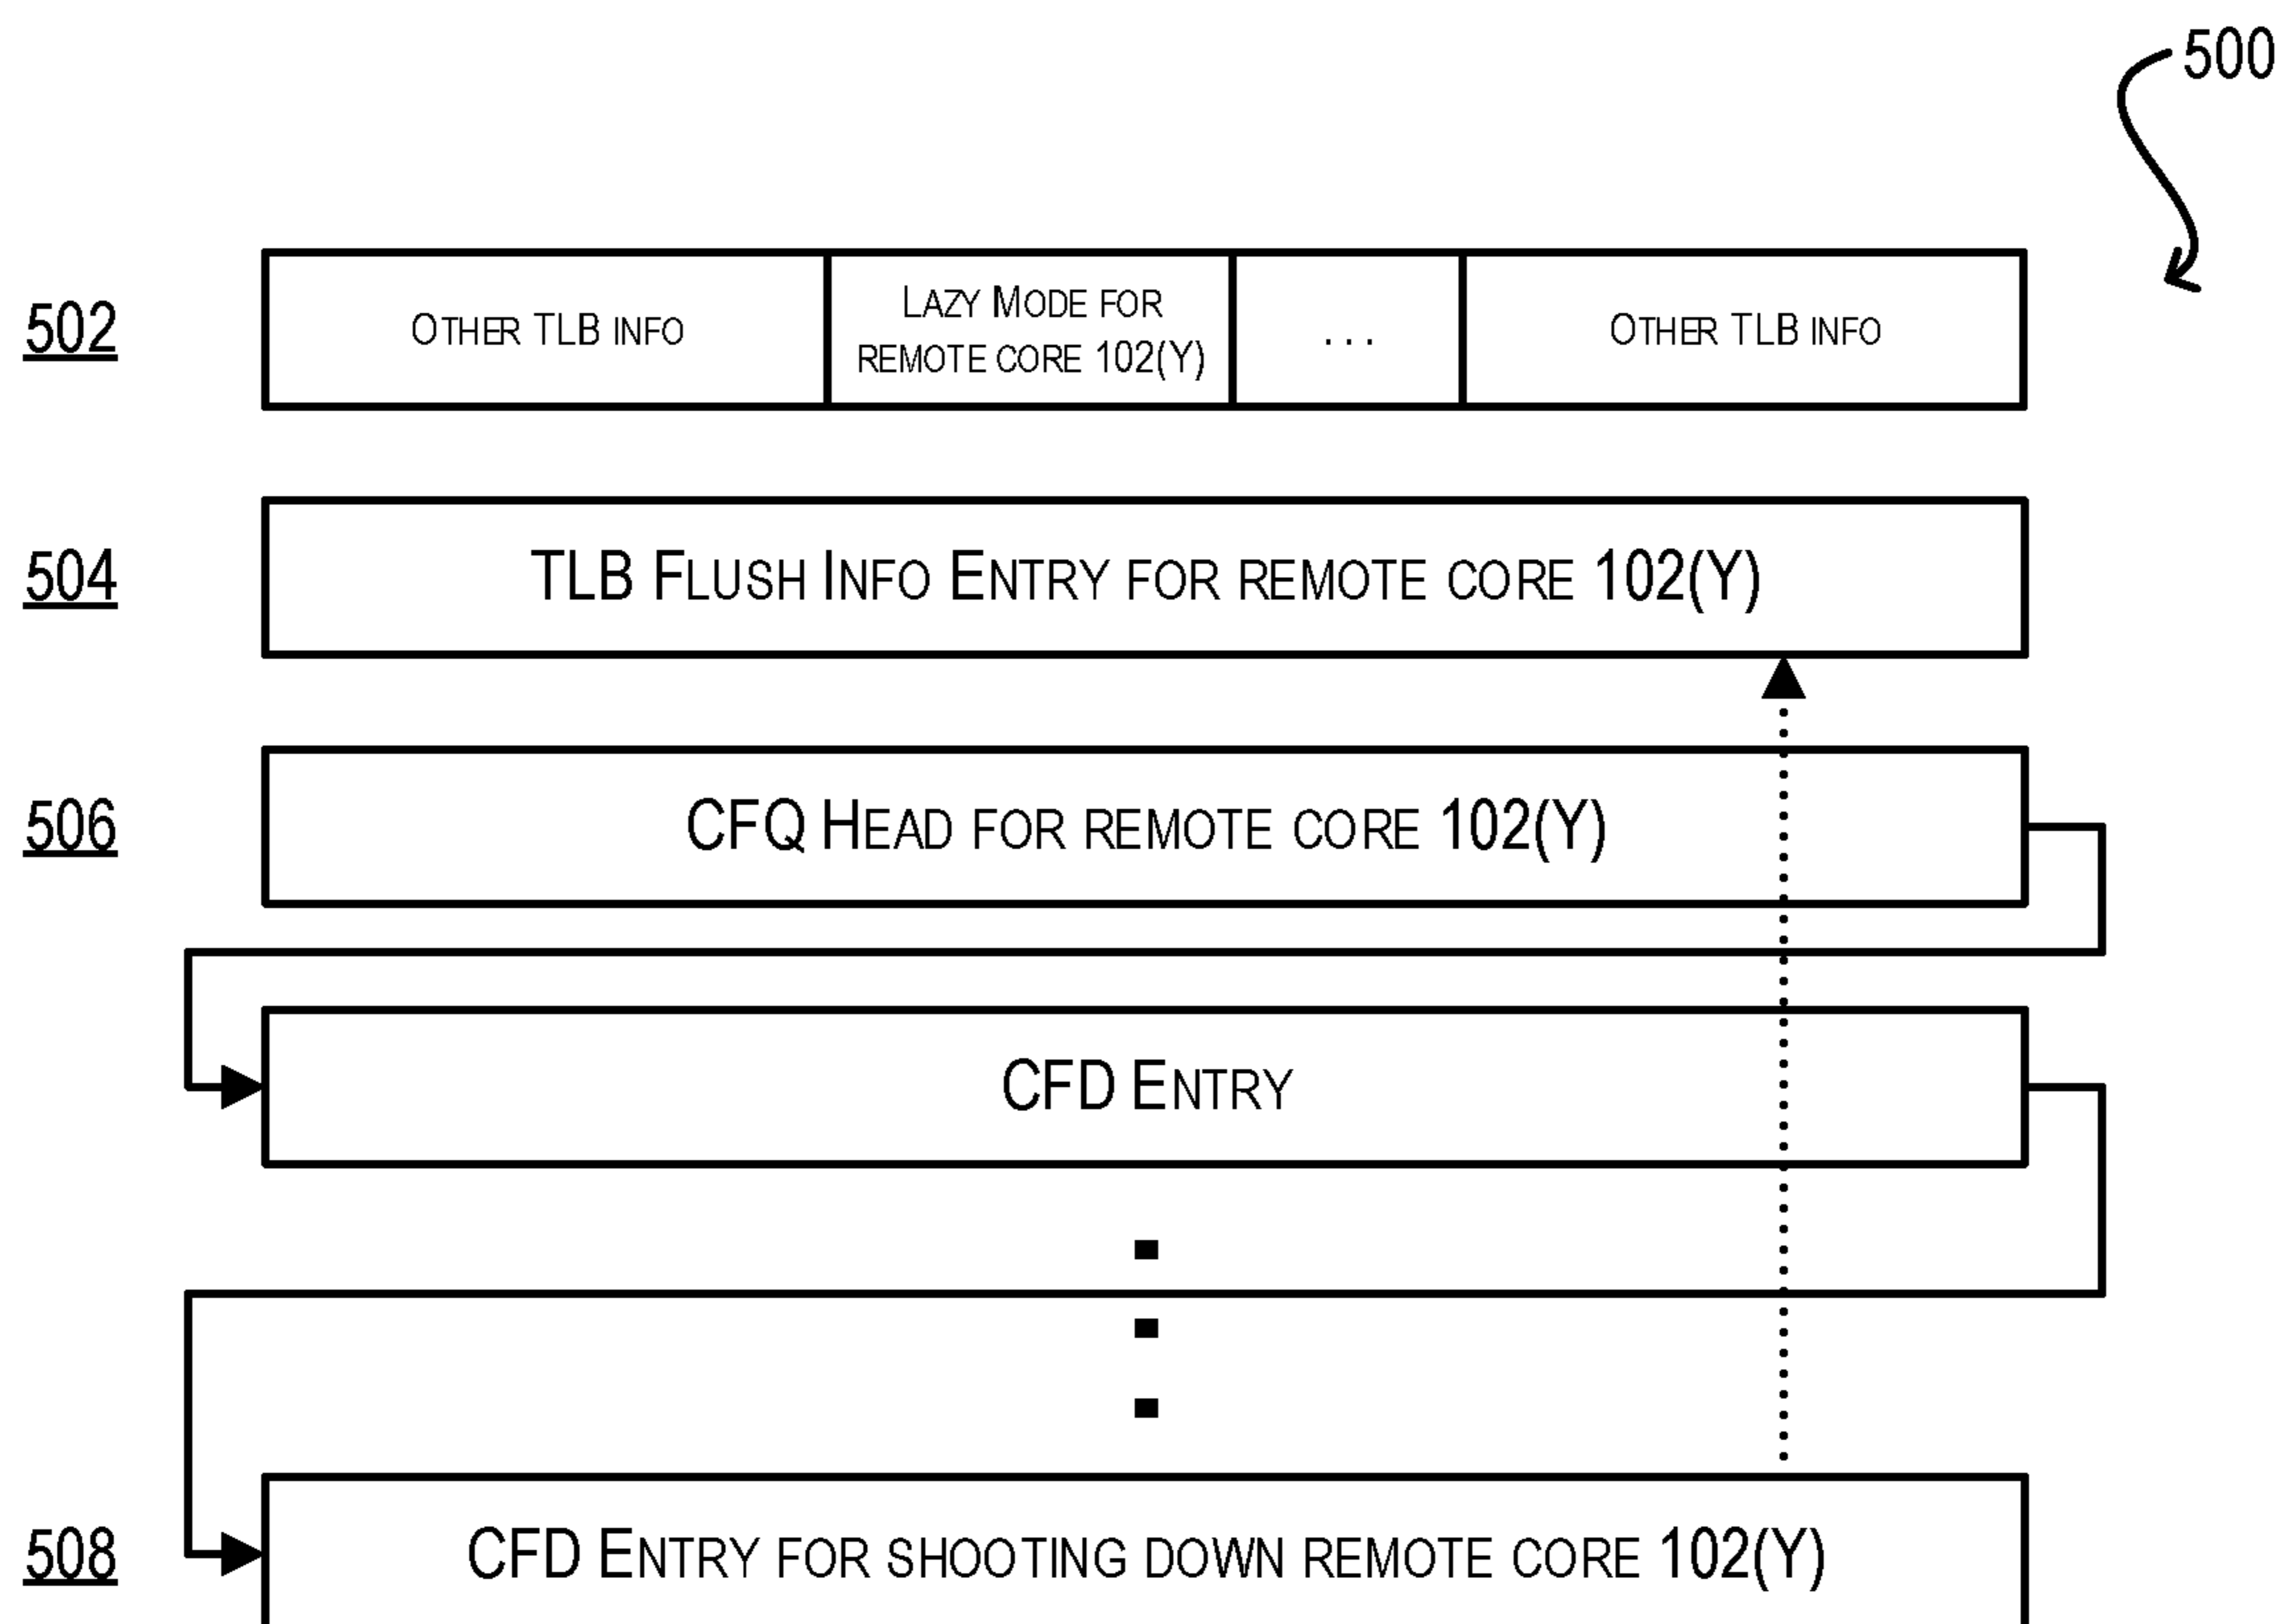 500
502
OTHER TLB INFO
LAZY MODE FOR
REMOTE CORE 102(Y)
...
OTHER TLB INFO
504
TLB FLUSH INFO ENTRY FOR REMOTE CORE 102(Y)
506
CFQ HEAD FOR REMOTE CORE 102(Y)
CFD ENTRY
508
CFD ENTRY FOR SHOOTING DOWN REMOTE CORE 102(Y)